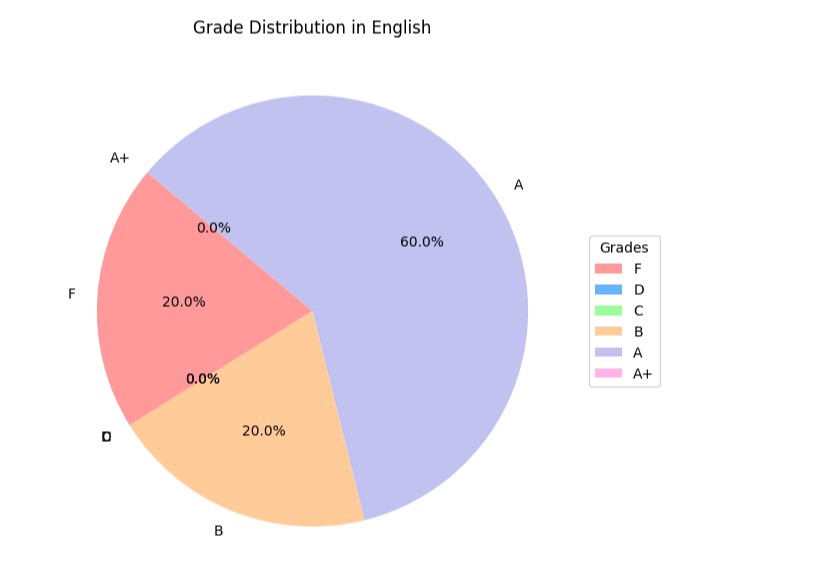 Grade Distribution in English
A+
A
0.0%
60.0%
F
20.0%
0.0%
20.0%
B
Grades
F
D
C
B
A
A+